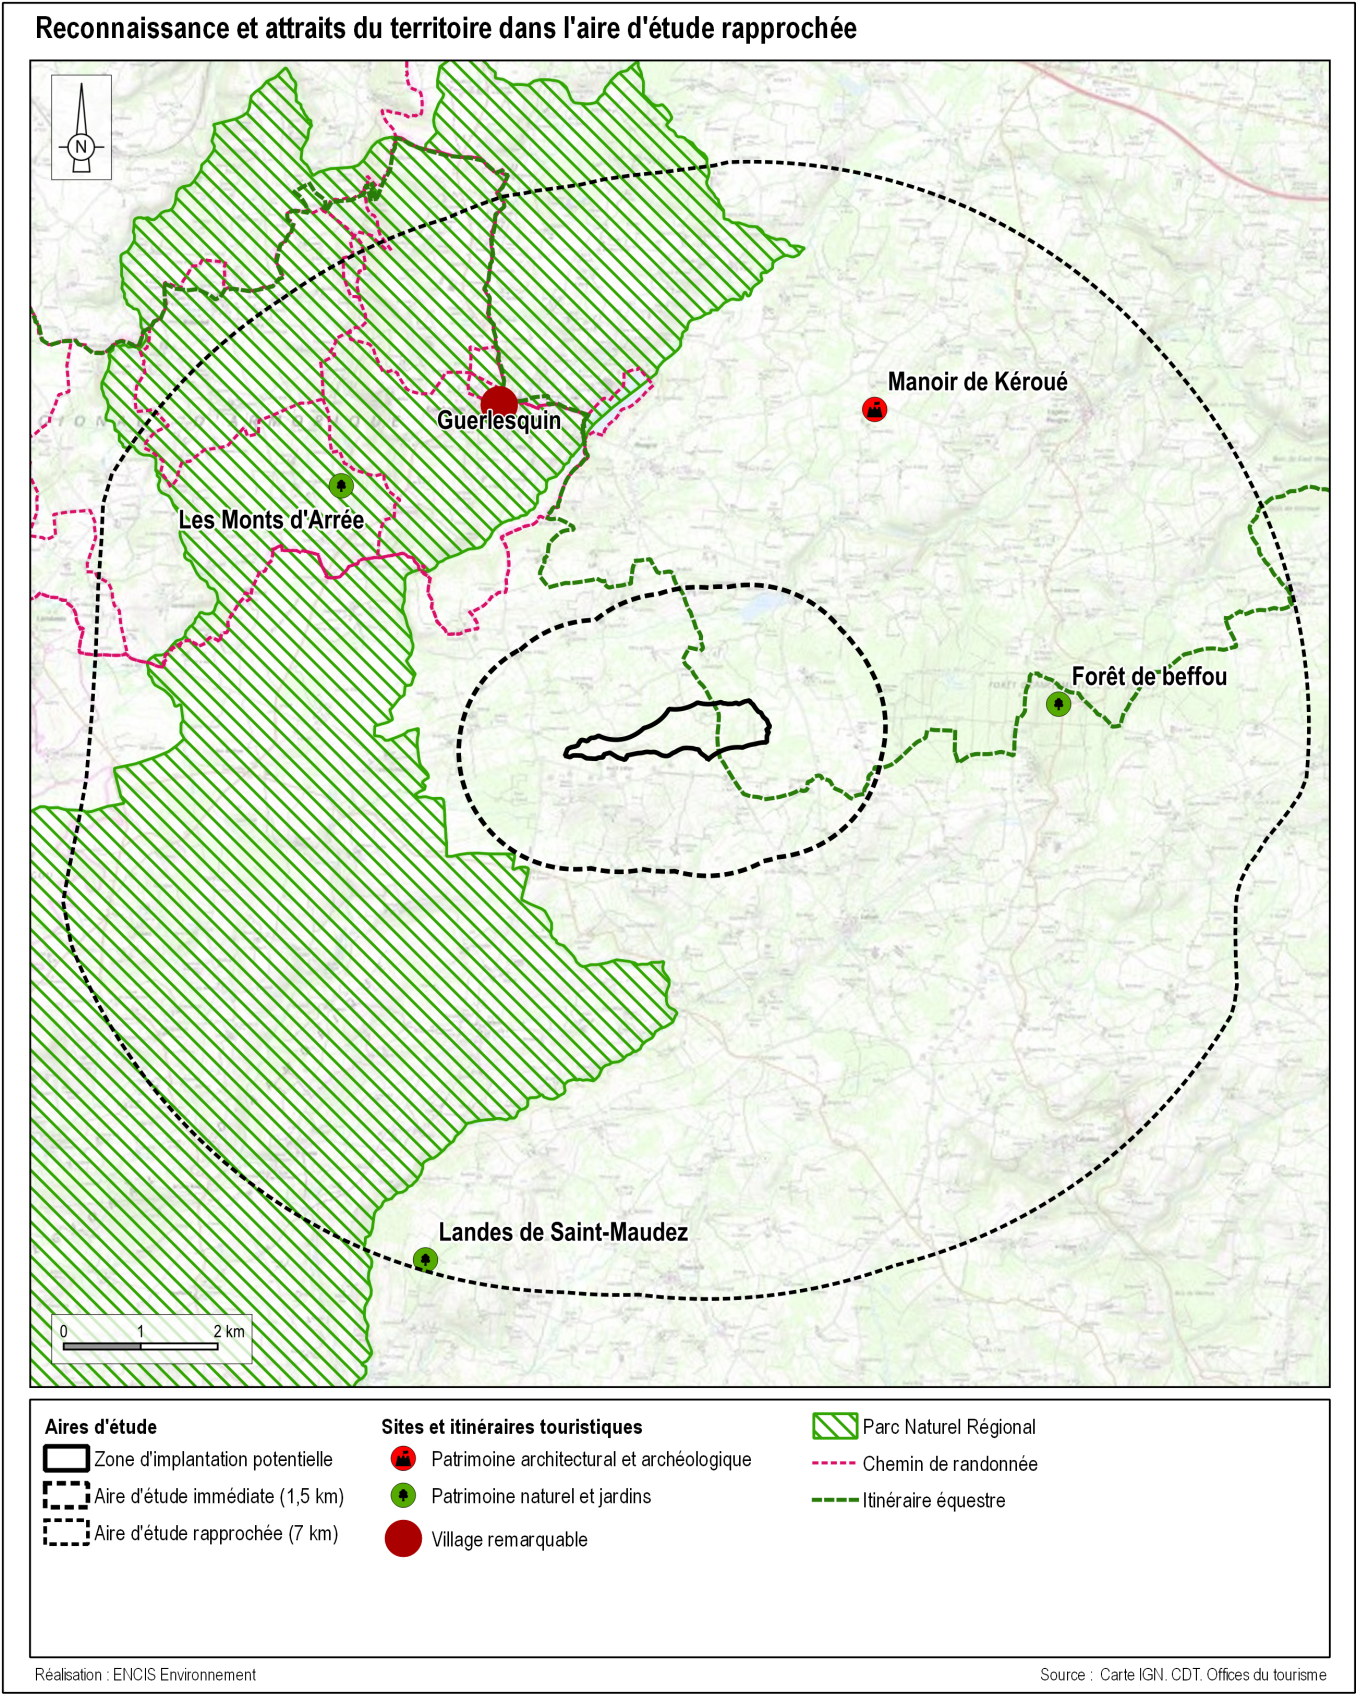 Reconnaissance et attraits du territoire dans l'aire d'étude rapprochée
N
Manoir de Kéroué
Guerlesquin
Les Monts d'Arrée
Forêt de beffou
Landes de Saint-Maudez
0 1 2 km
Aires d'étude
Zone d'implantation potentielle
Aire d'étude immédiate (1,5 km)
Aire d'étude rapprochée (7 km)
Sites et itinéraires touristiques
Patrimoine architectural et archéologique
Patrimoine naturel et jardins
Village remarquable
Parc Naturel Régional
Chemin de randonnée
Itinéraire équestre
Réalisation : ENCIS Environnement
Source : Carte IGN. CDT. Offices du tourisme